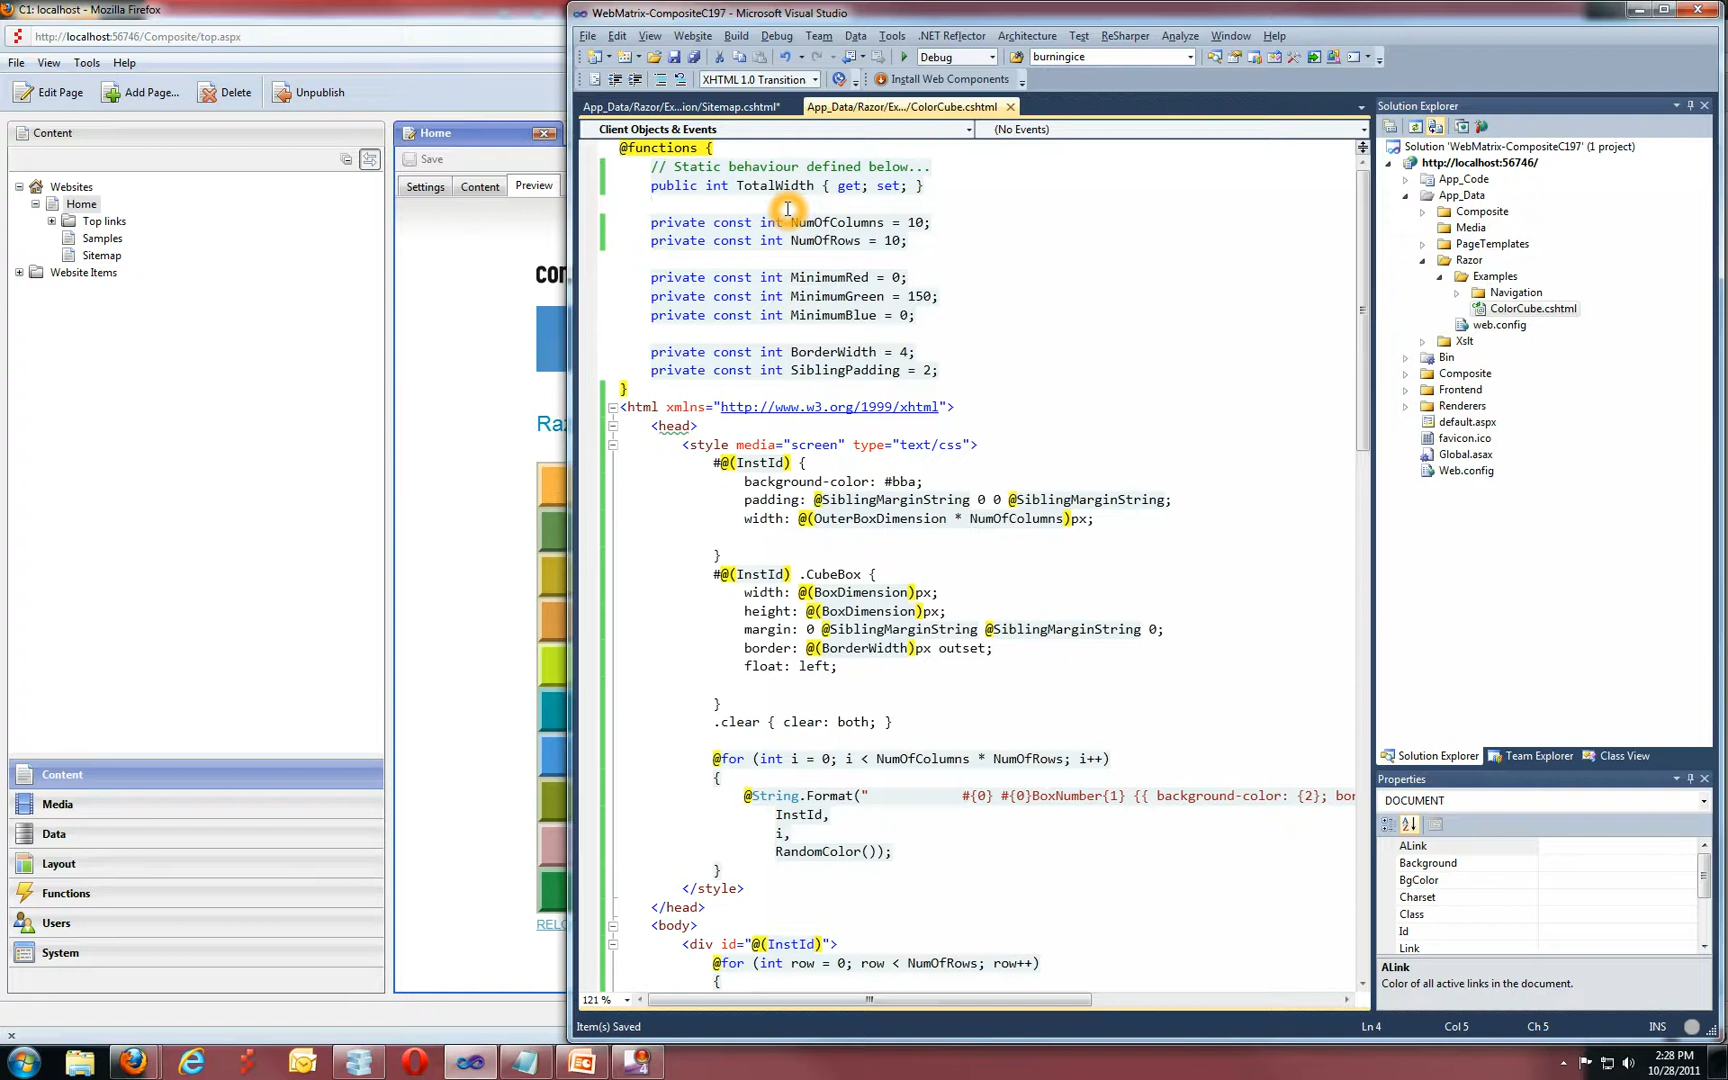 C1: localhost - Mozilla Firefox
http://localhost:56746/Composite/top.aspx
File View Tools Help
Edit Page Add Page... Delete Unpublish
Content
Websites
Home
Top links
Samples
Sitemap
Website Items
Content
Media
Data
Layout
Functions
Users
System
Home
Save
Settings Content Preview
WebMatrix-CompositeC197 - Microsoft Visual Studio
File Edit View Website Build Debug Team Data Tools .NET Reflector Architecture Test ReSharper Analyze Window Help
Debug burningice
XHTML 1.0 Transition Install Web Components
App_Data/Razor/Ex...ion/Sitemap.cshtml* App_Data/Razor/Ex.../ColorCube.cshtml
Client Objects & Events (No Events)
@functions {
// Static behaviour defined below...
public int TotalWidth { get; set; }
private const int NumOfColumns = 10;
private const int NumOfRows = 10;
private const int MinimumRed = 0;
private const int MinimumGreen = 150;
private const int MinimumBlue = 0;
private const int BorderWidth = 4;
private const int SiblingPadding = 2;
}
<html xmlns="http://www.w3.org/1999/xhtml">
<head>
<style media="screen" type="text/css">
#@(InstId) {
background-color: #bba;
padding: @SiblingMarginString 0 0 @SiblingMarginString;
width: @(OuterBoxDimension * NumOfColumns)px;
}
#@(InstId) .CubeBox {
width: @(BoxDimension)px;
height: @(BoxDimension)px;
margin: 0 @SiblingMarginString @SiblingMarginString 0;
border: @(BorderWidth)px outset;
float: left;
}
.clear { clear: both; }
@for (int i = 0; i < NumOfColumns * NumOfRows; i++)
{
@String.Format(" #{0} #{0}BoxNumber{1} {{ background-color: {2}; bor
InstId,
i,
RandomColor());
}
</style>
</head>
<body>
<div id="@(InstId)">
@for (int row = 0; row < NumOfRows; row++)
{
121 %
Item(s) Saved Ln 4 Col 5 Ch 5 INS
Solution Explorer
Solution 'WebMatrix-CompositeC197' (1 project)
http://localhost:56746/
App_Code
App_Data
Composite
Media
PageTemplates
Razor
Examples
Navigation
ColorCube.cshtml
web.config
Xslt
Bin
Composite
Frontend
Renderers
default.aspx
favicon.ico
Global.asax
Web.config
Solution Explorer Team Explorer Class View
Properties
DOCUMENT
ALink
Background
BgColor
Charset
Class
Id
Link
ALink
Color of all active links in the document.
2:28 PM
10/28/2011